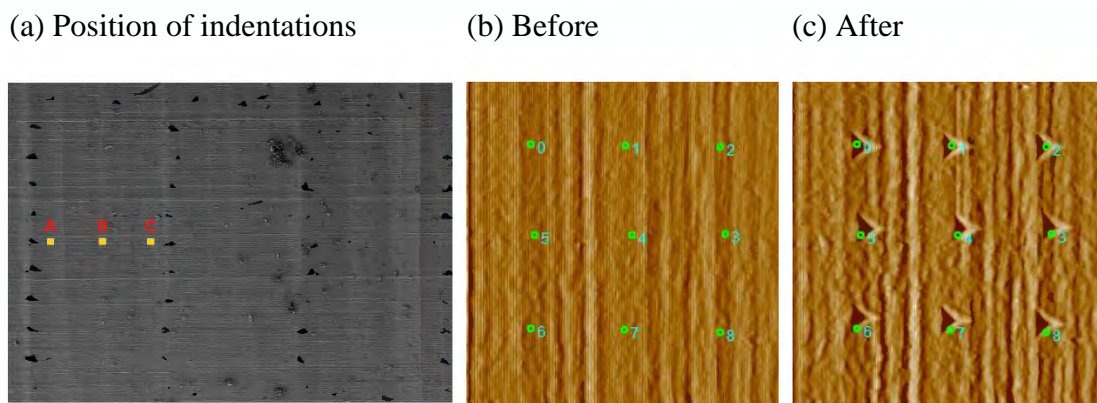 (a) Position of indentations
(b) Before
(c) After
A B C
0 1 2
5 4 3
6 7 8
0 1 2
5 4 3
6 7 8